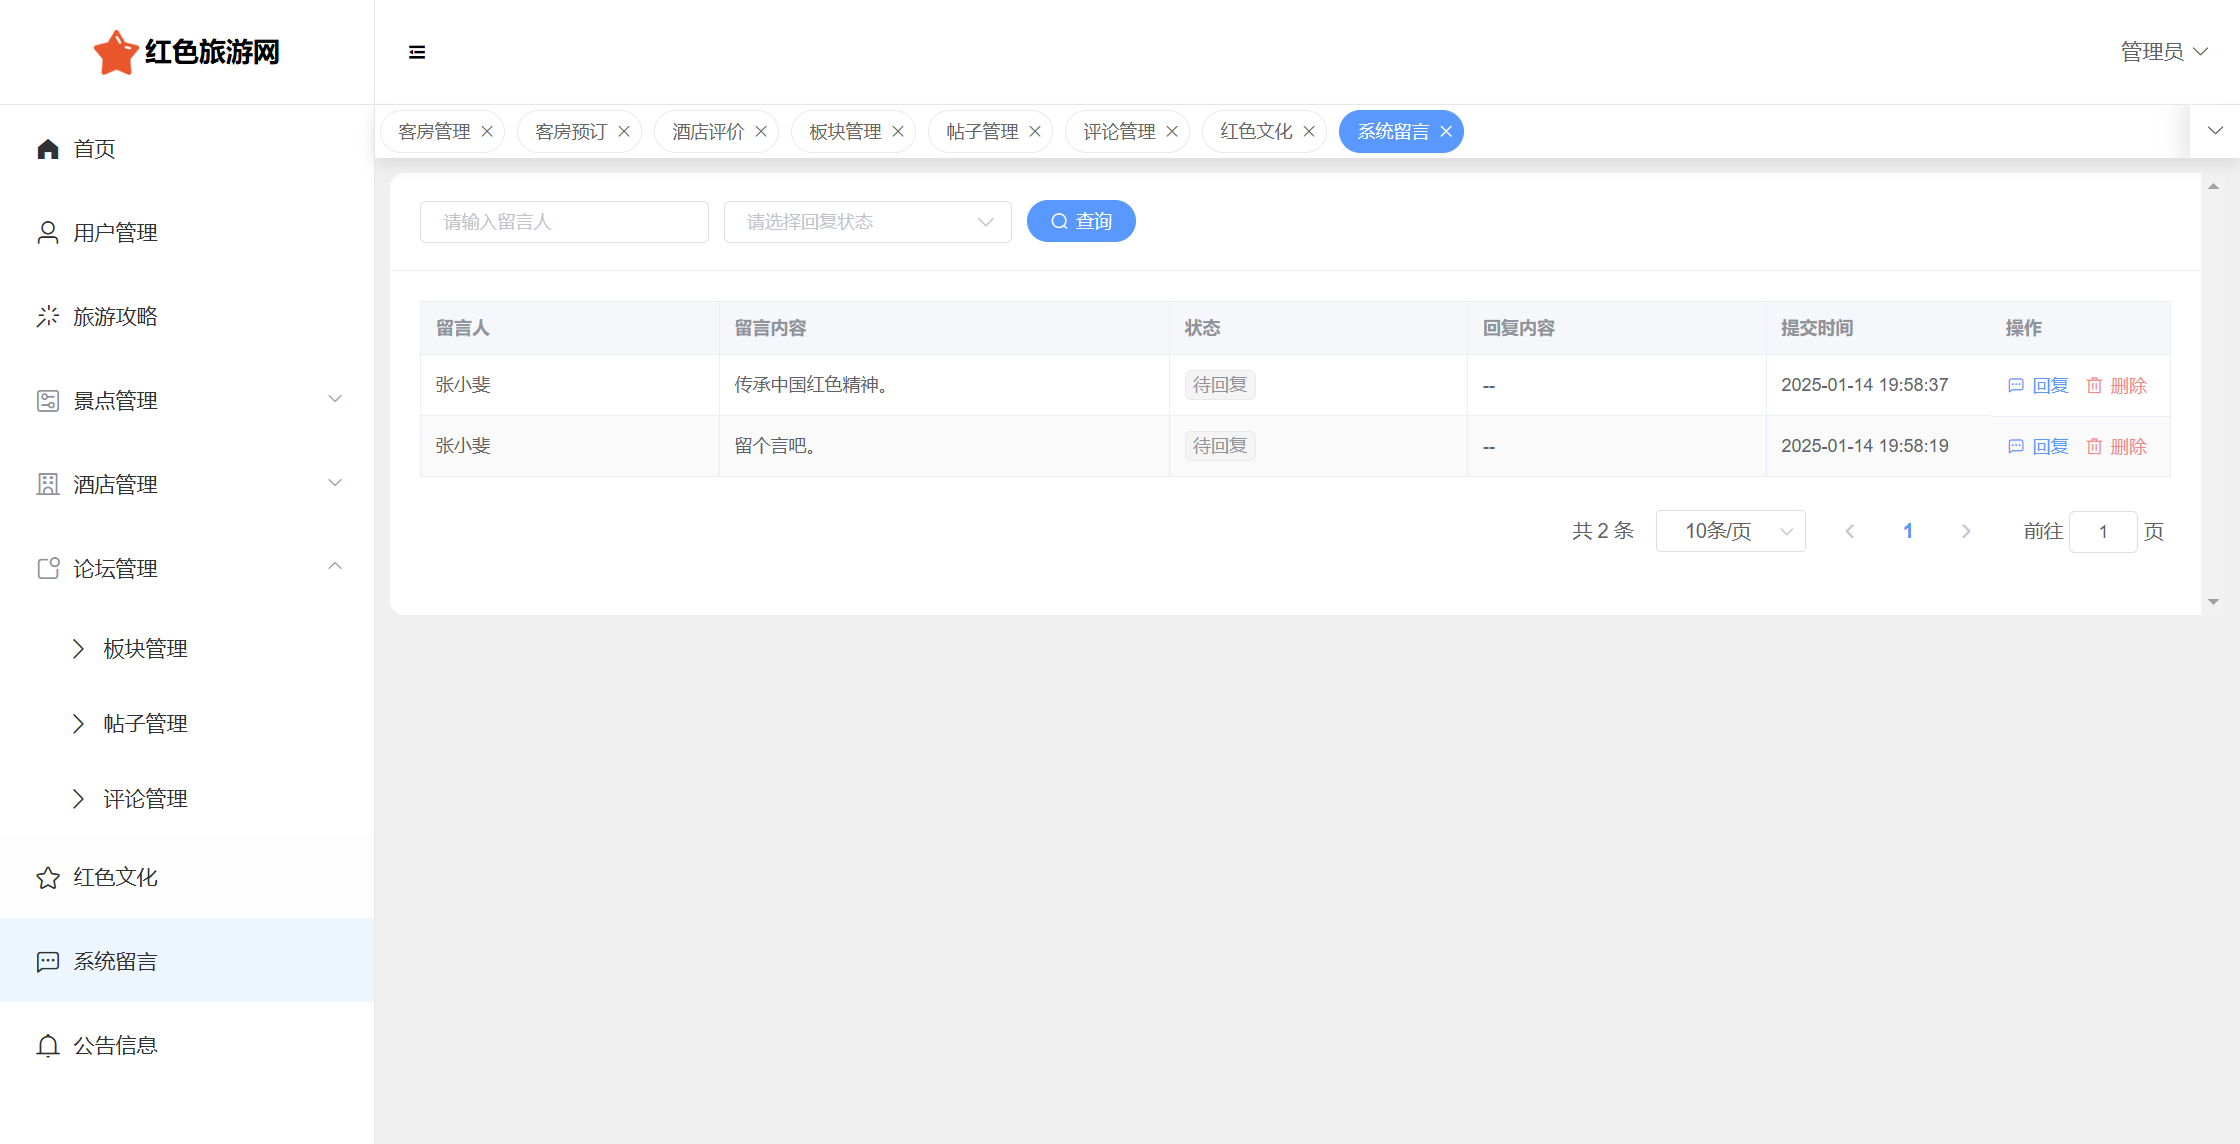 红色旅游网
管理员
首页
用户管理
旅游攻略
景点管理
酒店管理
论坛管理
板块管理
帖子管理
评论管理
红色文化
系统留言
公告信息
客房管理 客房预订 酒店评价 板块管理 帖子管理 评论管理 红色文化 系统留言
请输入留言人 请选择回复状态 查询
留言人 留言内容 状态 回复内容 提交时间 操作
张小斐 传承中国红色精神。 待回复 -- 2025-01-14 19:58:37 回复 删除
张小斐 留个言吧。 待回复 -- 2025-01-14 19:58:19 回复 删除
共 2 条 10条/页 1 前往 1 页